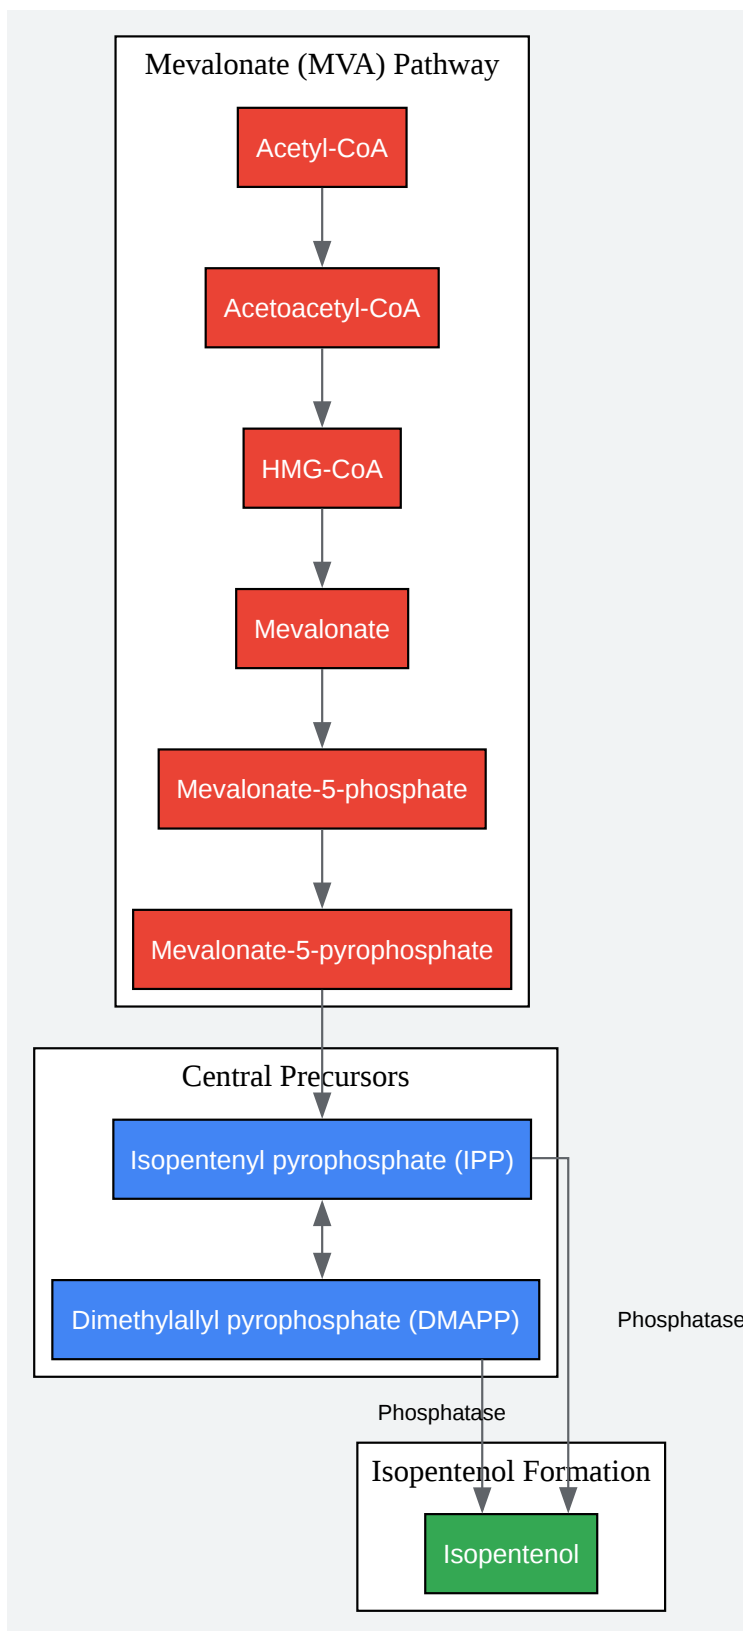 Mevalonate (MVA) Pathway
Acetyl-CoA
Acetoacetyl-CoA
HMG-CoA
Mevalonate
Mevalonate-5-phosphate
Mevalonate-5-pyrophosphate
Central Precursors
Isopentenyl pyrophosphate (IPP)
Dimethylallyl pyrophosphate (DMAPP)
Phosphatase
Phosphatase
Isopentenol Formation
Isopentenol